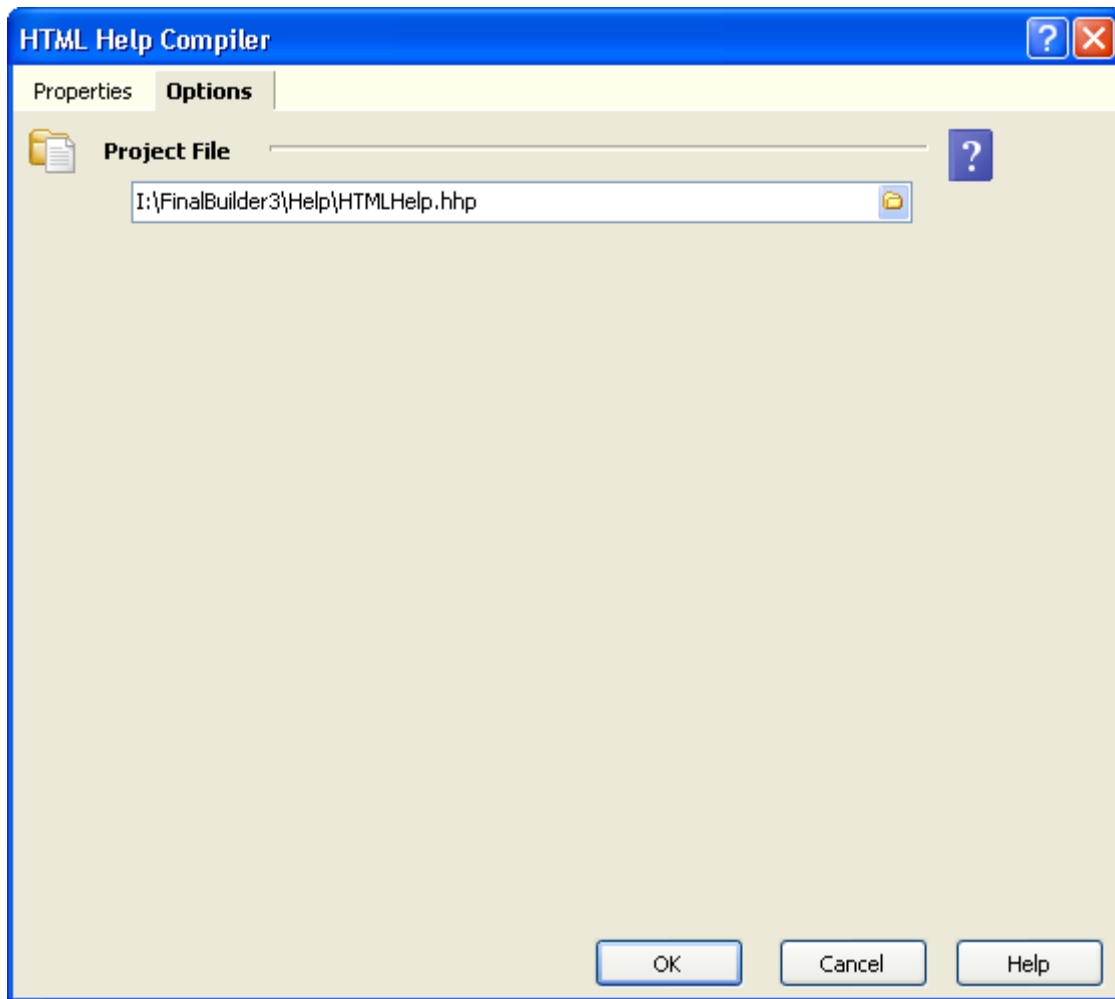 HTML Help Compiler ?
Properties Options
Project File ?
I:\FinalBuilder3\Help\HTMLHelp.hhp
OK Cancel Help